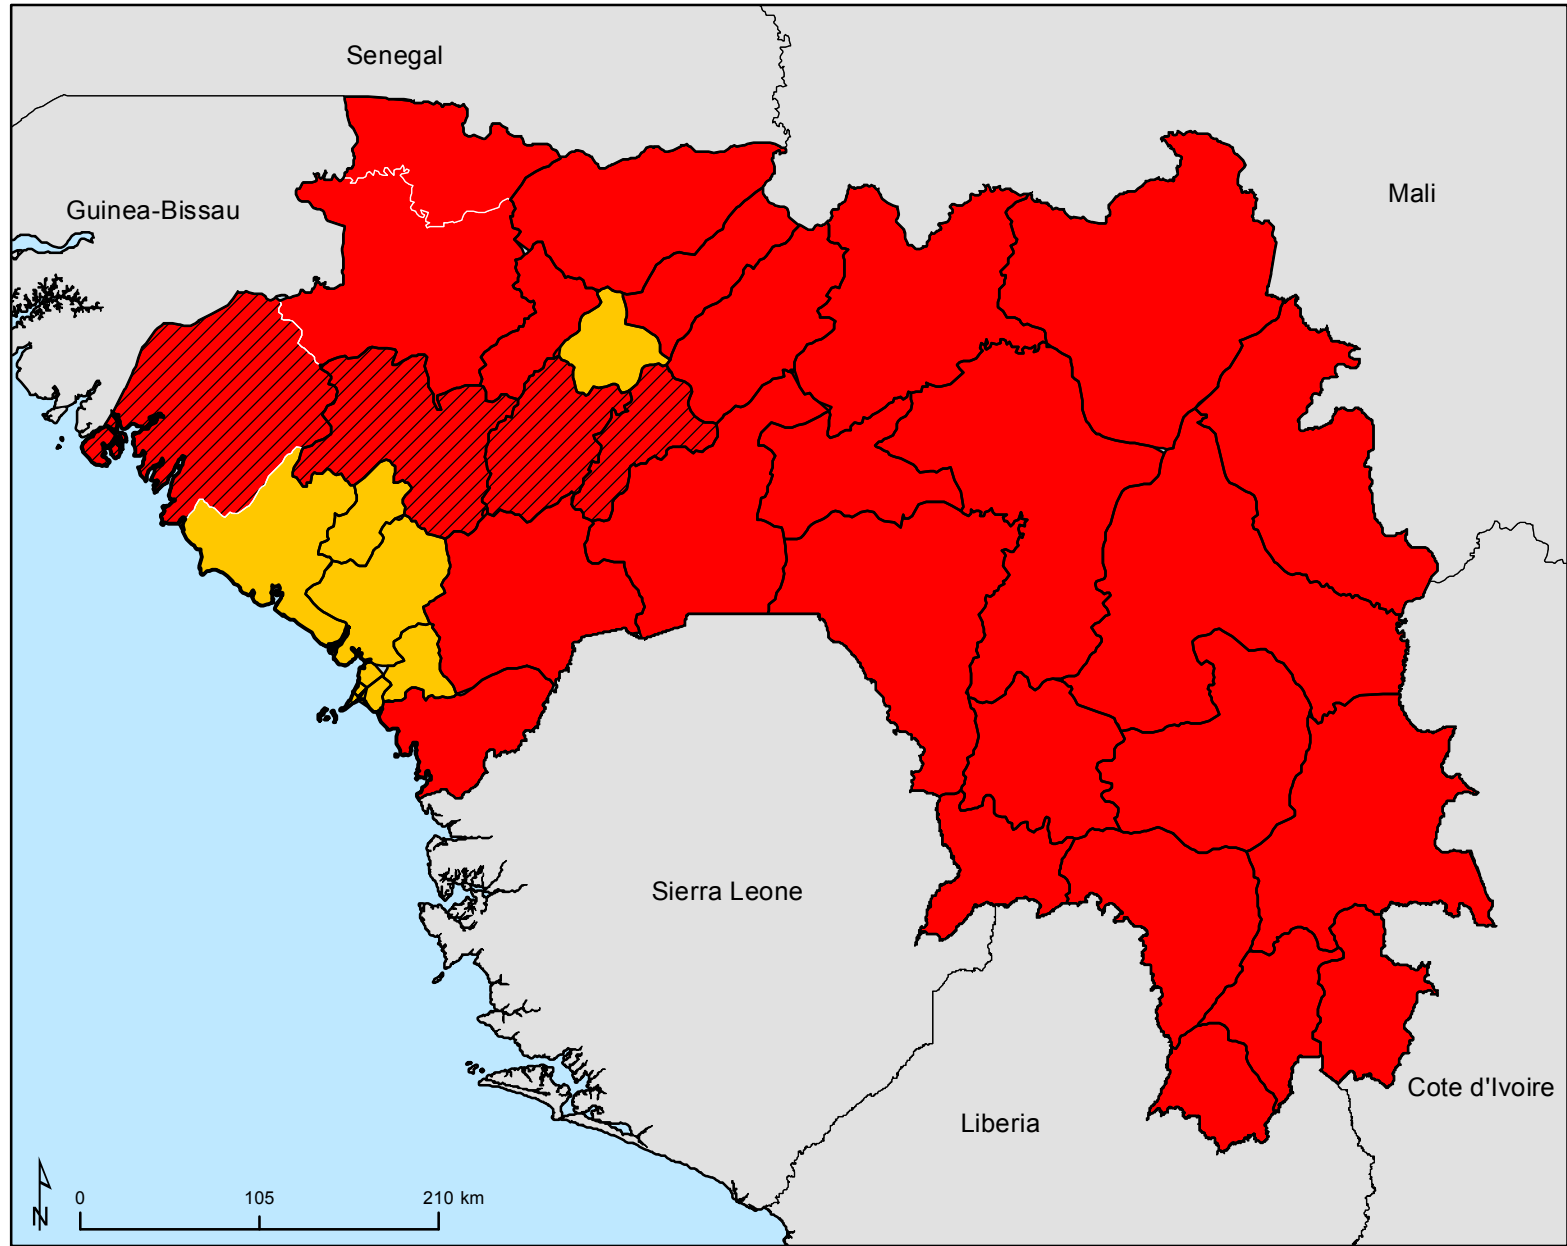 Senegal
Mali
Guinea-Bissau
Sierra Leone
Cote d'Ivoire
Liberia
N
0 105 210 km